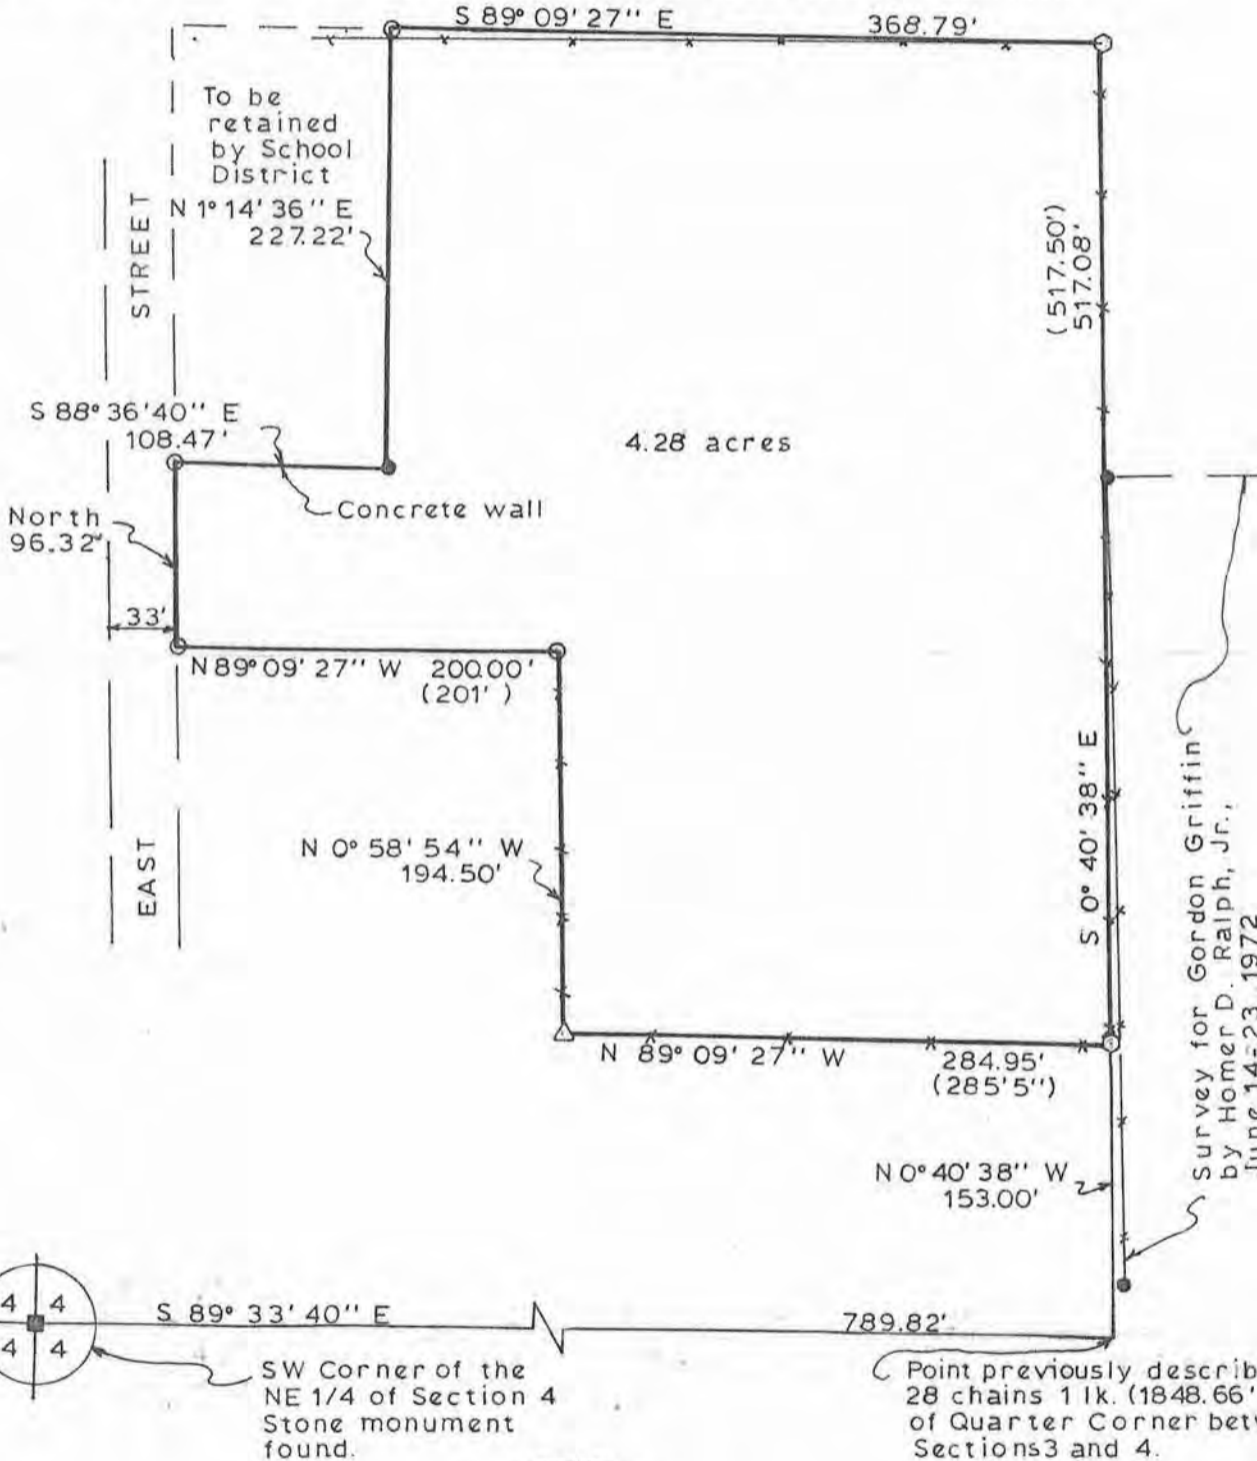 S 89° 09' 27" E 368.79'
To be
retained
by School
District
N 1° 14' 36" E
227.22'
STREET
(517.50')
517.08'
S 88° 36' 40" E
108.47'
4.28 acres
Concrete wall
North
96.32'
33'
N 89° 09' 27" W 200.00'
(201')
N 0° 58' 54" W
194.50'
EAST
S 0° 40' 38" E
Survey for Gordon Griffin
by Homer D. Ralph, Jr.,
June 14-23, 1972
N 89° 09' 27" W 284.95'
(285'5")
N 0° 40' 38" W
153.00'
4 4
4 4
S 89° 33' 40" E 789.82'
SW Corner of the
NE 1/4 of Section 4
Stone monument
found.
Point previously describ
28 chains 1 lk. (1848.66'
of Quarter Corner bet
Sections 3 and 4.